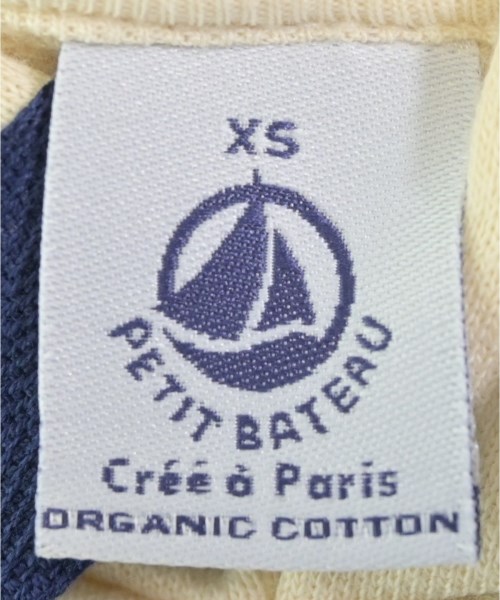 XS
PETIT BATEAU
Créé à Paris
ORGANIC COTTON